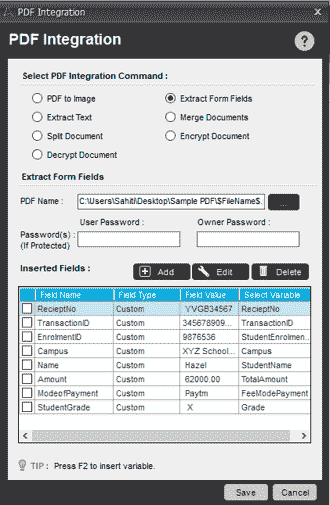 PDF Integration
PDF Integration
Select PDF Integration Command :
PDF to Image
Extract Form Fields
Extract Text
Merge Documents
Split Document
Encrypt Document
Decrypt Document
Extract Form Fields
PDF Name : C:\Users\Sahiti\Desktop\Sample PDF\$FileName$. ...
User Password : Owner Password :
Password(s) :
(If Protected)
Inserted Fields : Add Edit Delete
Field Name Field Type Field Value Select Variable
RecieptNo Custom YVGB34567 ReceiptNo
TransactionID Custom 345678909... TransactionID
EnrolmentID Custom 9876536 StudentEnrolmen...
Campus Custom XYZ School... Campus
Name Custom Hazel StudentName
Amount Custom 62000.00 TotalAmount
ModeofPayment Custom Paytm FeeModePayment
StudentGrade Custom X Grade
TIP : Press F2 to insert variable.
Save Cancel